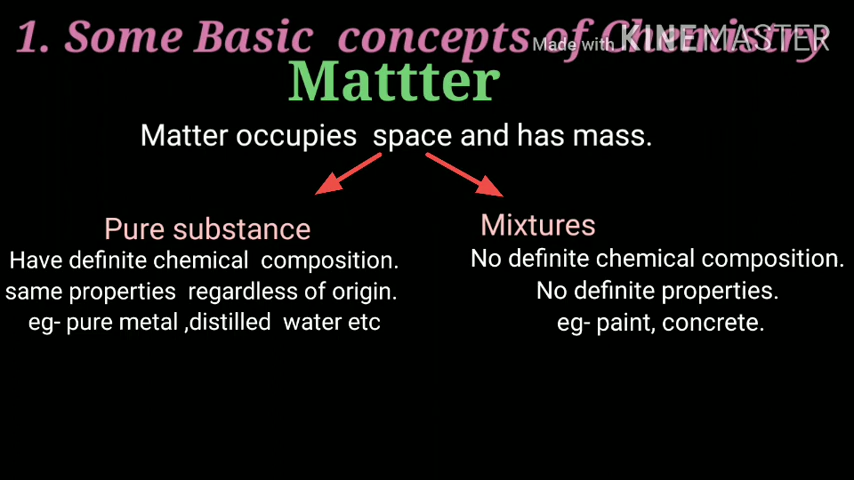 1. Some Basic concepts of Chemistry
Made with KINEMASTER
Mattter
Matter occupies space and has mass.
Pure substance
Have definite chemical composition.
same properties regardless of origin.
eg- pure metal ,distilled water etc
Mixtures
No definite chemical composition.
No definite properties.
eg- paint, concrete.